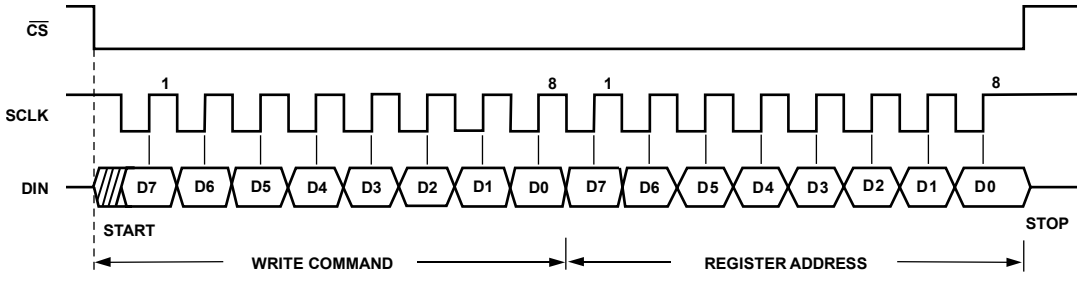 CS
1 8 1 8
SCLK
DIN D7 D6 D5 D4 D3 D2 D1 D0 D7 D6 D5 D4 D3 D2 D1 D0
START STOP
WRITE COMMAND REGISTER ADDRESS